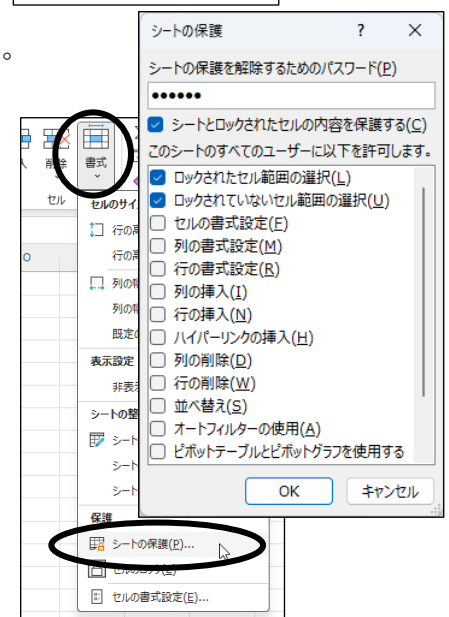 。
シートの保護 ? ×
シートの保護を解除するためのパスワード(P)
••••••
シートとロックされたセルの内容を保護する(C)
このシートのすべてのユーザーに以下を許可します。
ロックされたセル範囲の選択(L)
ロックされていないセル範囲の選択(U)
セルの書式設定(F)
列の書式設定(M)
行の書式設定(R)
列の挿入(I)
行の挿入(N)
ハイパーリンクの挿入(H)
列の削除(D)
行の削除(W)
並べ替え(S)
オートフィルターの使用(A)
ピボットテーブルとピボットグラフを使用する
OK キャンセル
削除 書式
セル
セルのサイ
行の高
行の高
O
列の幅
列の幅
既定の
表示設定
非表示
シートの整
シート
シート
シート
保護
シートの保護(P)...
セルの書式設定(E)...